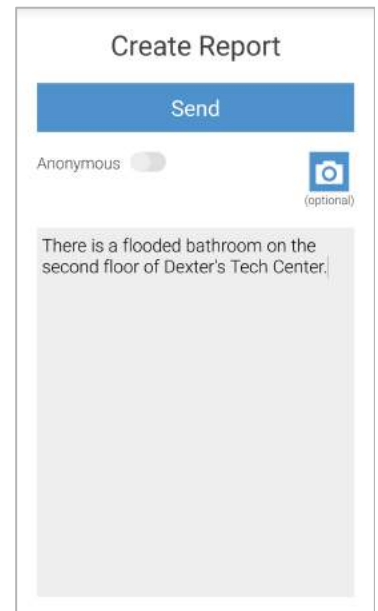 Create Report
Send
Anonymous
(optional)
There is a flooded bathroom on the
second floor of Dexter's Tech Center.